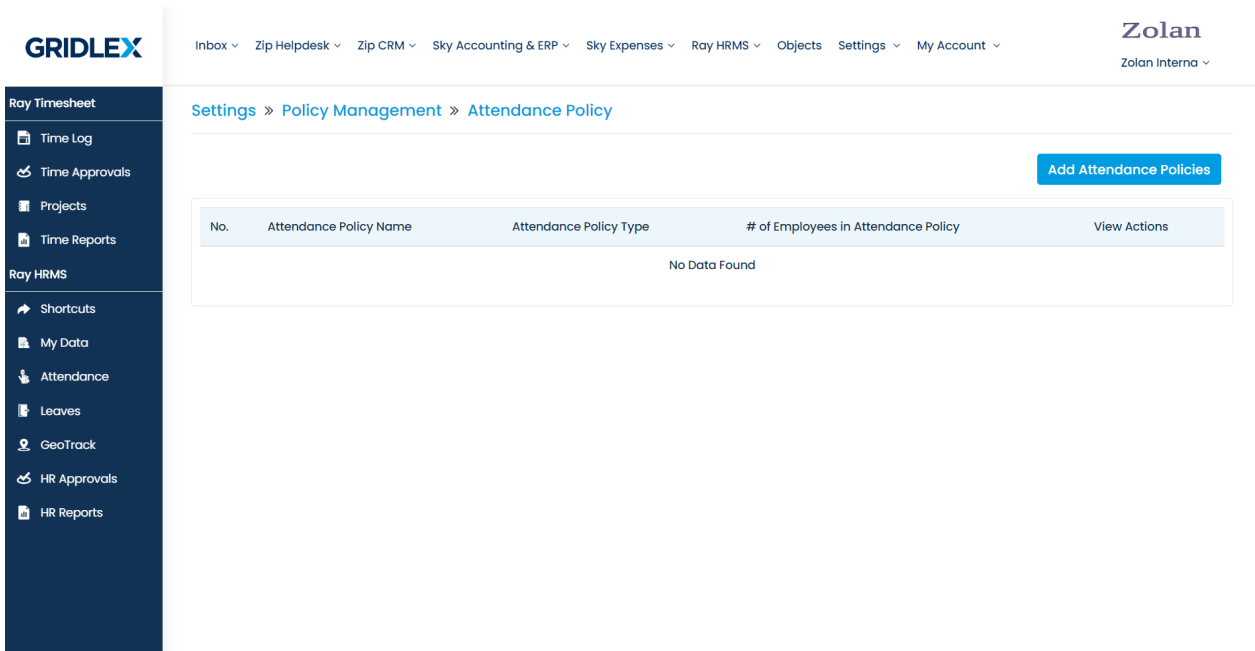 GRIDLEX
Inbox Zip Helpdesk Zip CRM Sky Accounting & ERP Sky Expenses Ray HRMS Objects Settings My Account
Zolan
Zolan Interna
Ray Timesheet
Time Log
Time Approvals
Projects
Time Reports
Ray HRMS
Shortcuts
My Data
Attendance
Leaves
GeoTrack
HR Approvals
HR Reports
Settings » Policy Management » Attendance Policy
Add Attendance Policies
No. Attendance Policy Name Attendance Policy Type # of Employees in Attendance Policy View Actions
No Data Found